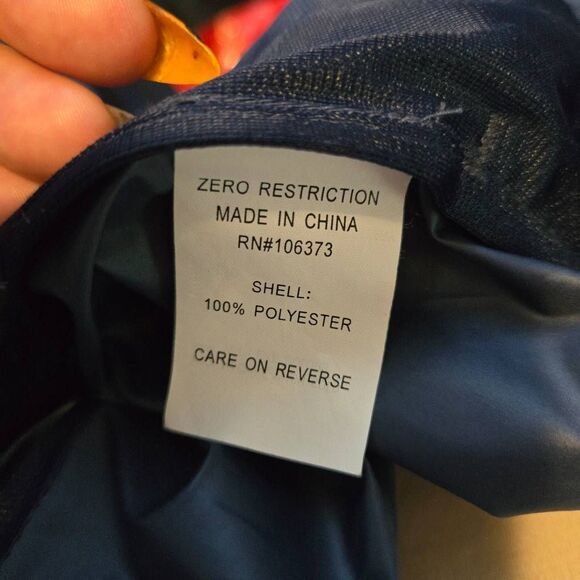 ZERO RESTRICTION
MADE IN CHINA
RN#106373
SHELL:
100% POLYESTER
CARE ON REVERSE